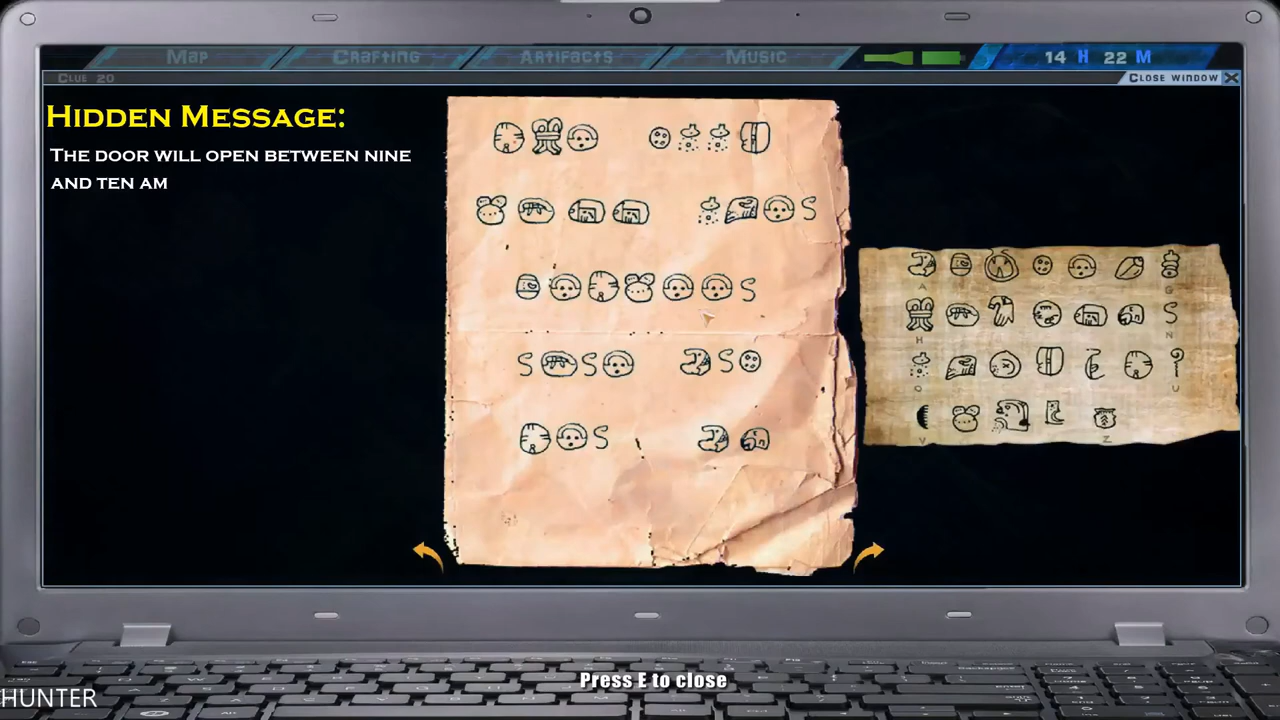 Map Crafting Artifacts Music 14 H 22 M
Clue 20 Close Window
Hidden Message:
The door will open between nine
and ten am
A G
H N
O U
V Z
Press E to close
HUNTER